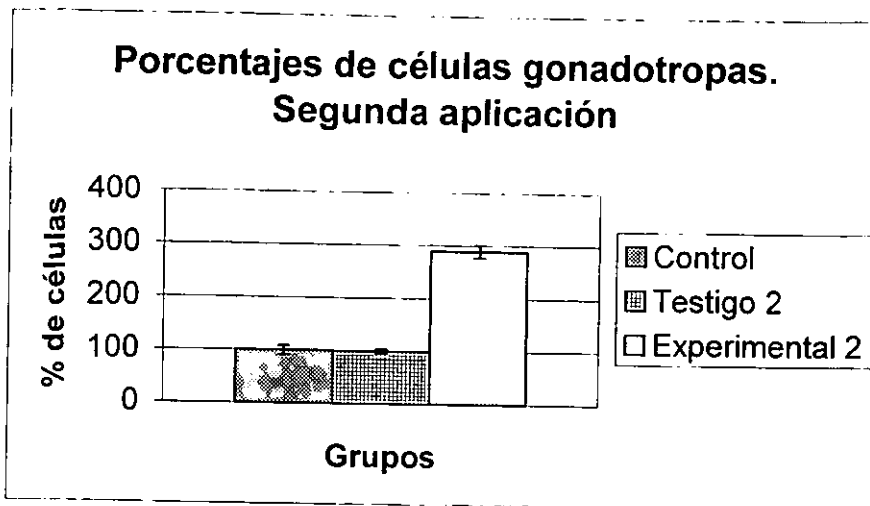 Porcentajes de células gonadotropas.
Segunda aplicación
% de células
400
300
200
100
0
Grupos
Control
Testigo 2
Experimental 2